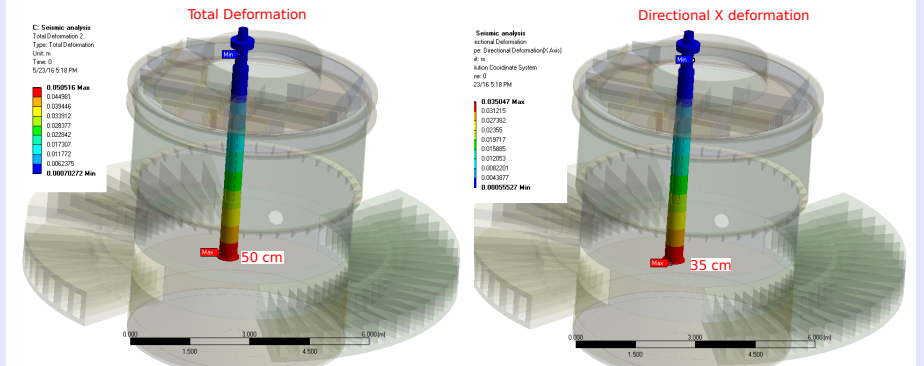 Total Deformation
C: Seismic analysis
Total Deformation 2
Type: Total Deformation
Unit: m
Time: 0
5/23/16 5:18 PM
0.050516 Max
0.044981
0.039446
0.033912
0.028377
0.022842
0.017307
0.011772
0.0062375
0.00070272 Min
Min
Max
50 cm
0.000
3.000
6.000(m)
1.500
4.500
Directional X deformation
Seismic analysis
ectional Deformation
pe: Directional Deformation(X Axis)
it: m
lution Coordinate System
ne: 0
23/16 5:18 PM
0.035047 Max
0.031215
0.027382
0.02355
0.019717
0.015885
0.012053
0.0082201
0.0043877
0.00055527 Min
Min
Max
35 cm
0.000
3.000
6.000(m)
1.500
4.500